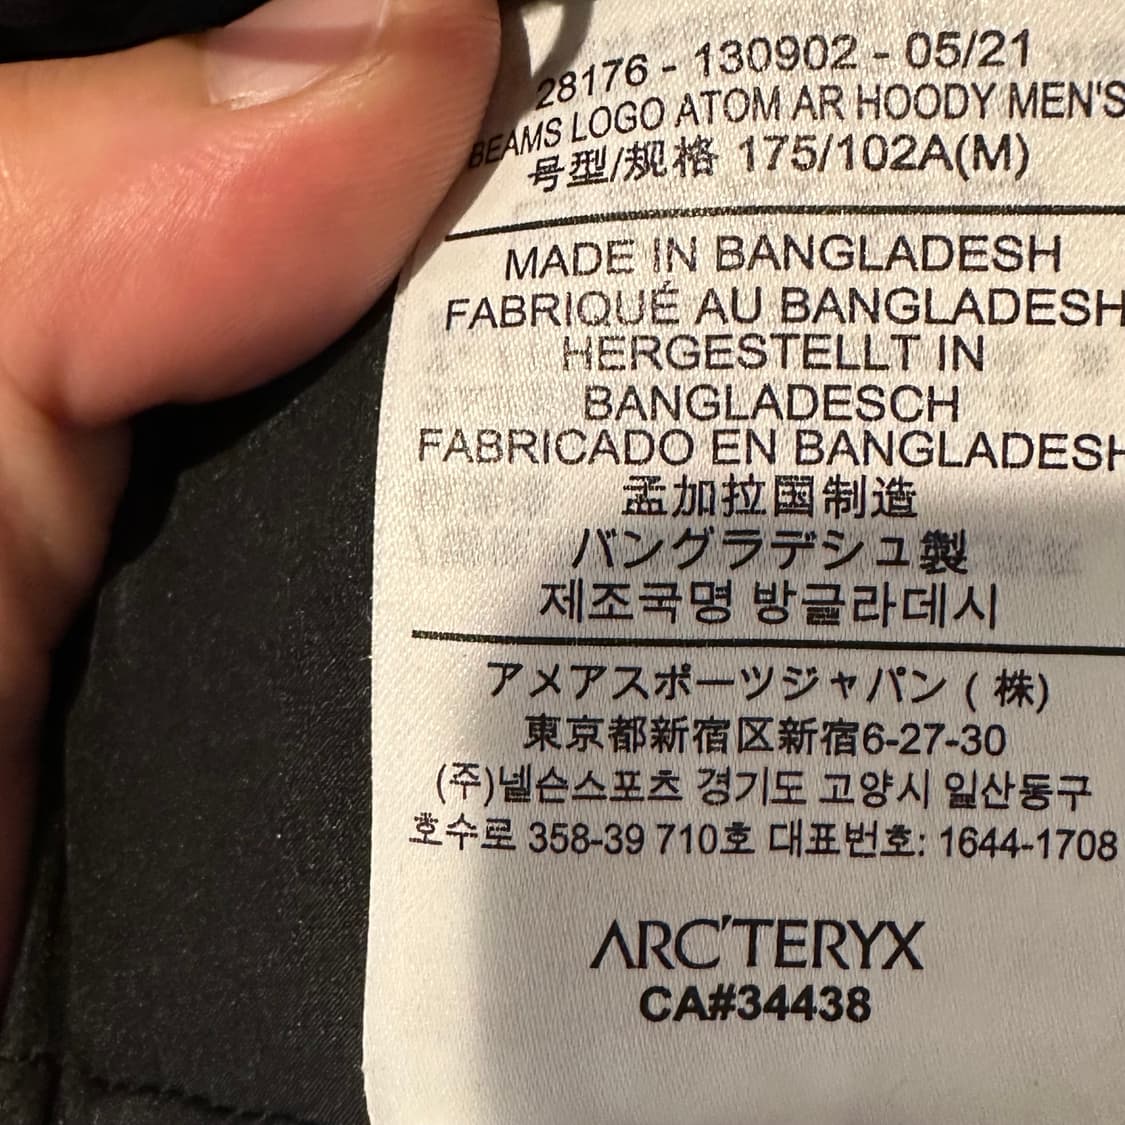 28176 - 130902 - 05/21
BEAMS LOGO ATOM AR HOODY MEN'S
号型/规格 175/102A(M)
MADE IN BANGLADESH
FABRIQUÉ AU BANGLADESH
HERGESTELLT IN
BANGLADESCH
FABRICADO EN BANGLADESH
孟加拉国制造
バングラデシュ製
제조국명 방글라데시
アメアスポーツジャパン ( 株)
東京都新宿区新宿6-27-30
(주)넬슨스포츠 경기도 고양시 일산동구
호수로 358-39 710호 대표번호: 1644-1708
ARC'TERYX
CA#34438